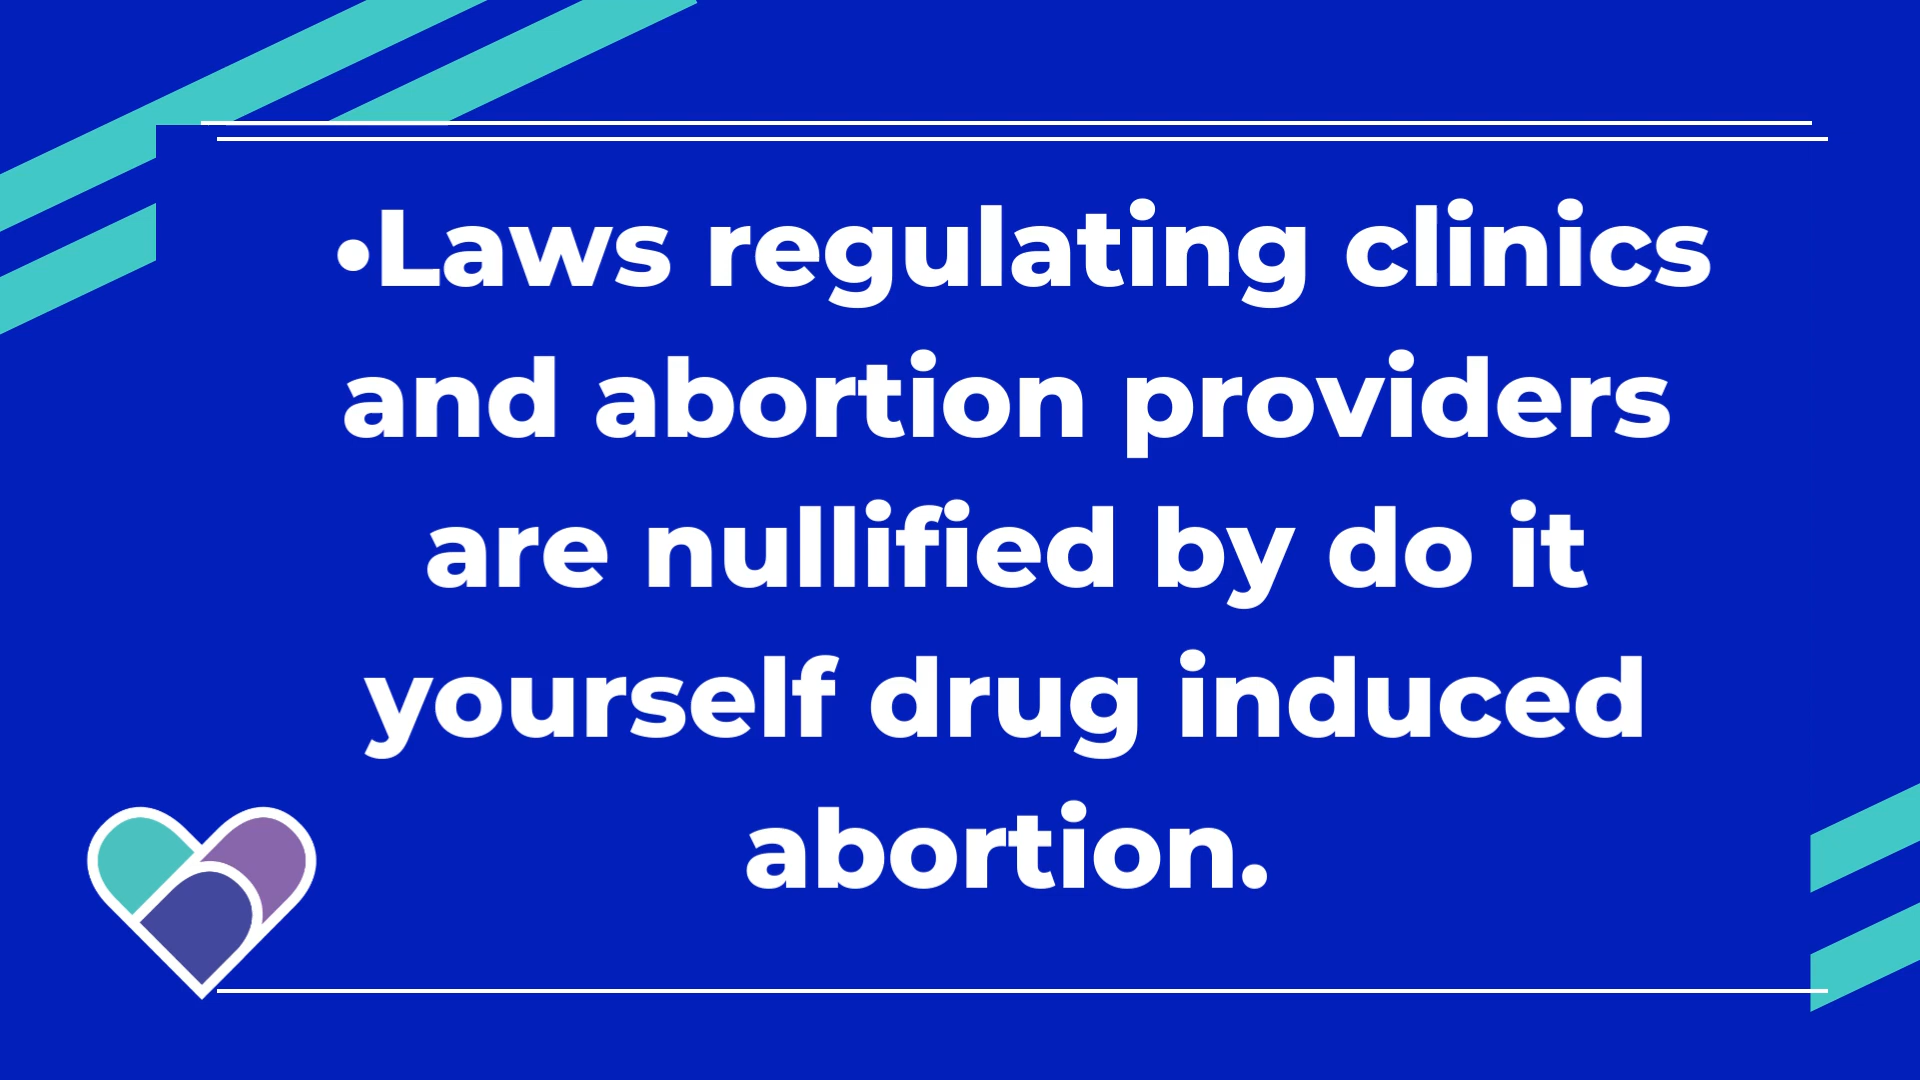 •Laws regulating clinics
and abortion providers
are nullified by do it
yourself drug induced
abortion.